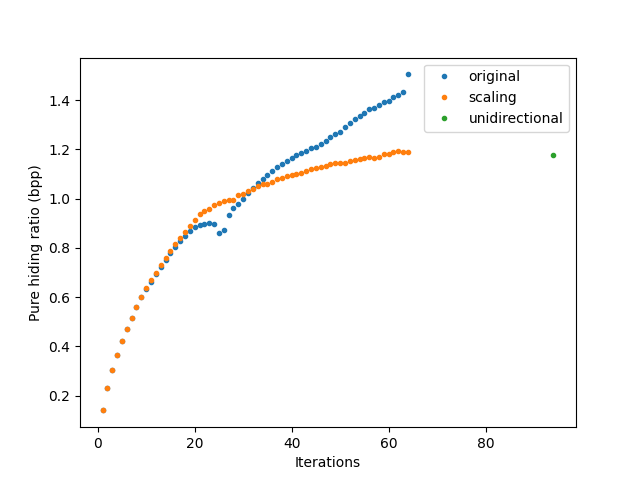 original
scaling
unidirectional
1.4
1.2
1.0
0.8
0.6
0.4
0.2
Pure hiding ratio (bpp)
0 20 40 60 80
Iterations